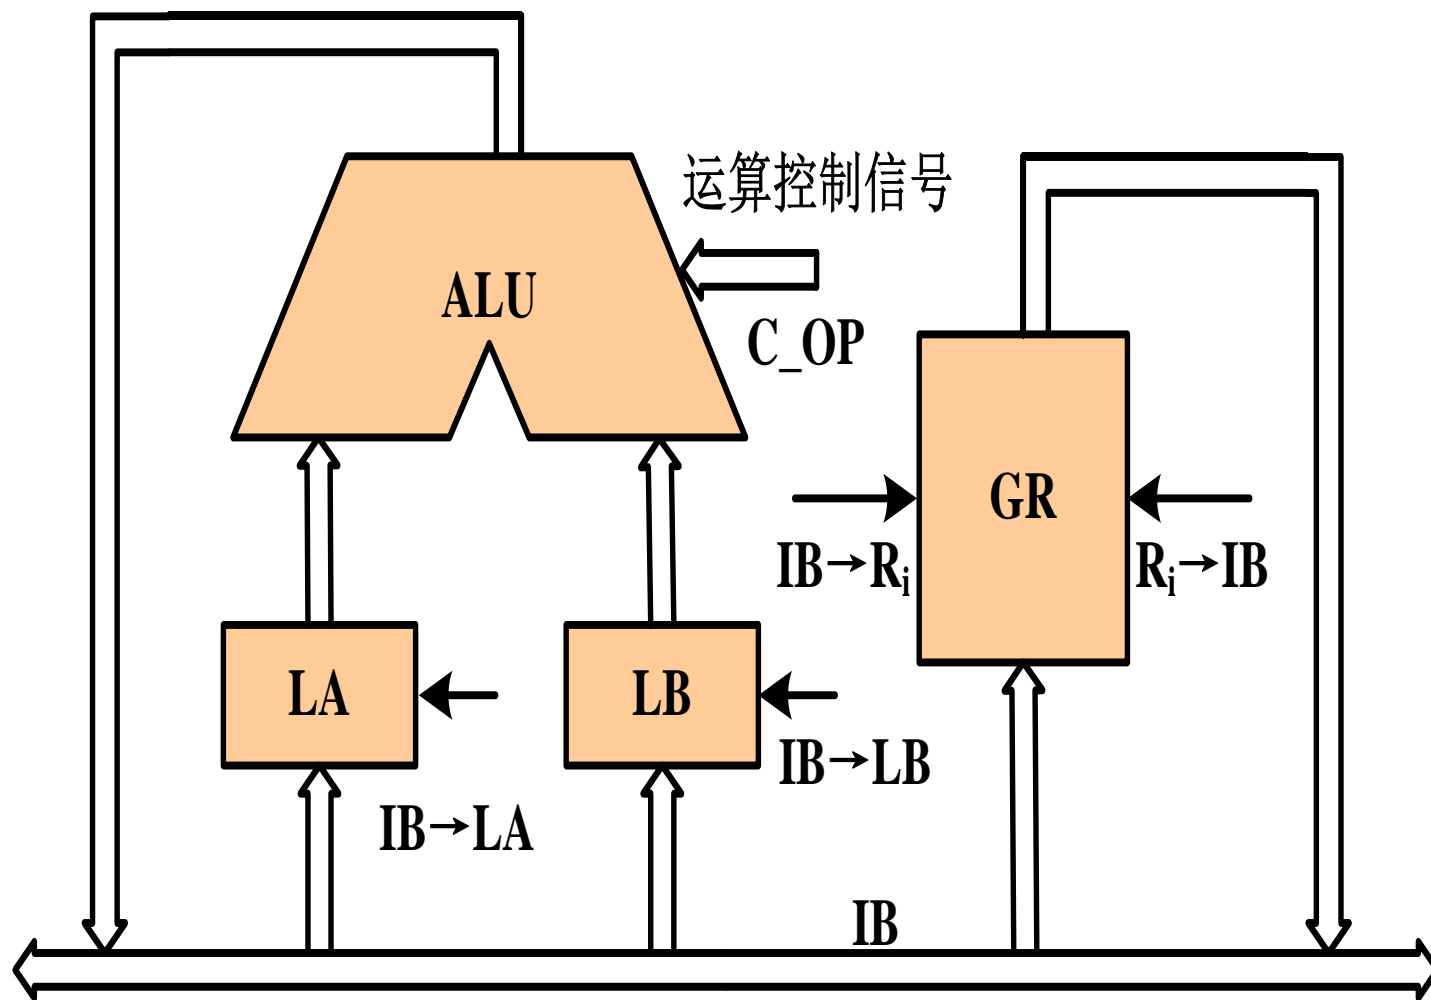 运算控制信号
ALU
C_OP
GR
IB→Ri
Ri→IB
LA
LB
IB→LB
IB→LA
IB